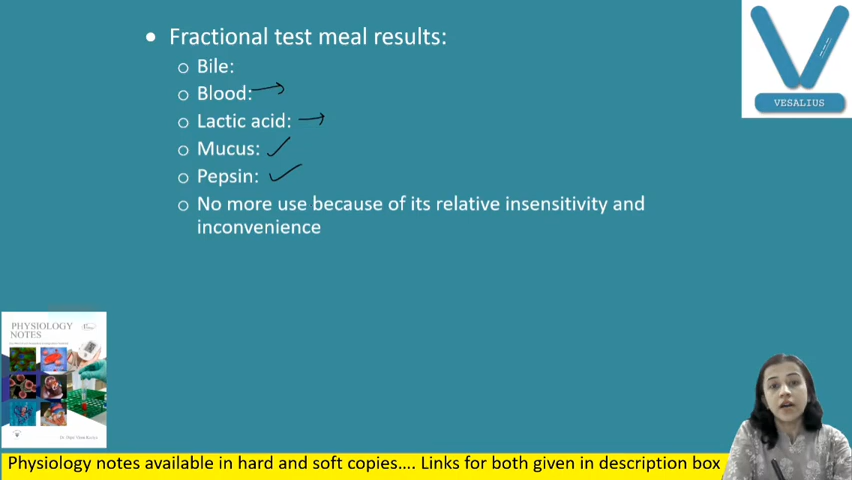 Fractional test meal results:
Bile:
Blood:
Lactic acid:
Mucus:
Pepsin:
No more use because of its relative insensitivity and
inconvenience
VESALIUS
PHYSIOLOGY
NOTES
Physiology notes available in hard and soft copies.... Links for both given in description box